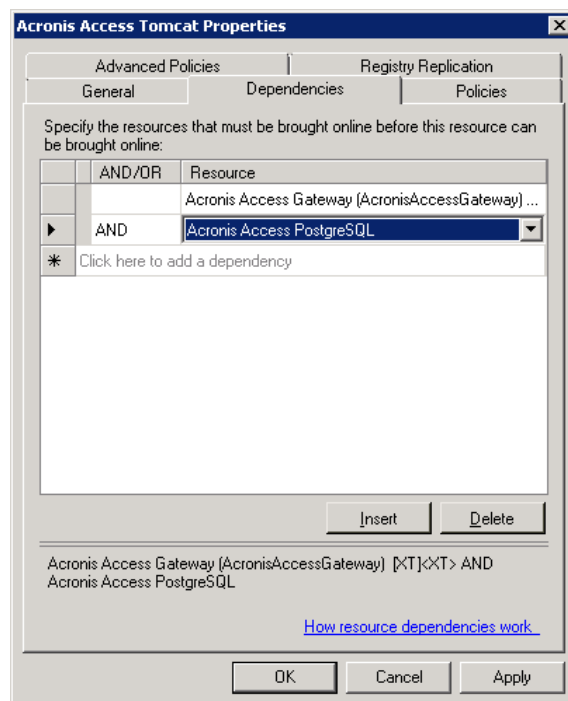 Acronis Access Tomcat Properties
Advanced Policies Registry Replication
General Dependencies Policies
Specify the resources that must be brought online before this resource can
be brought online:
AND/OR Resource
Acronis Access Gateway (AcronisAccessGateway) ...
AND Acronis Access PostgreSQL
Click here to add a dependency
Insert Delete
Acronis Access Gateway (AcronisAccessGateway) [XT]<XT> AND
Acronis Access PostgreSQL
How resource dependencies work
OK Cancel Apply